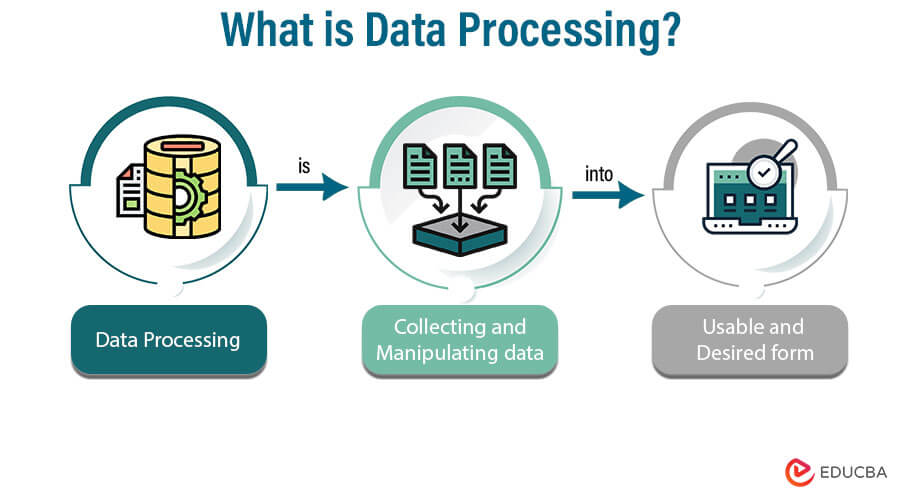 What is Data Processing?
is
into
Data Processing
Collecting and
Manipulating data
Usable and
Desired form
EDUCBA